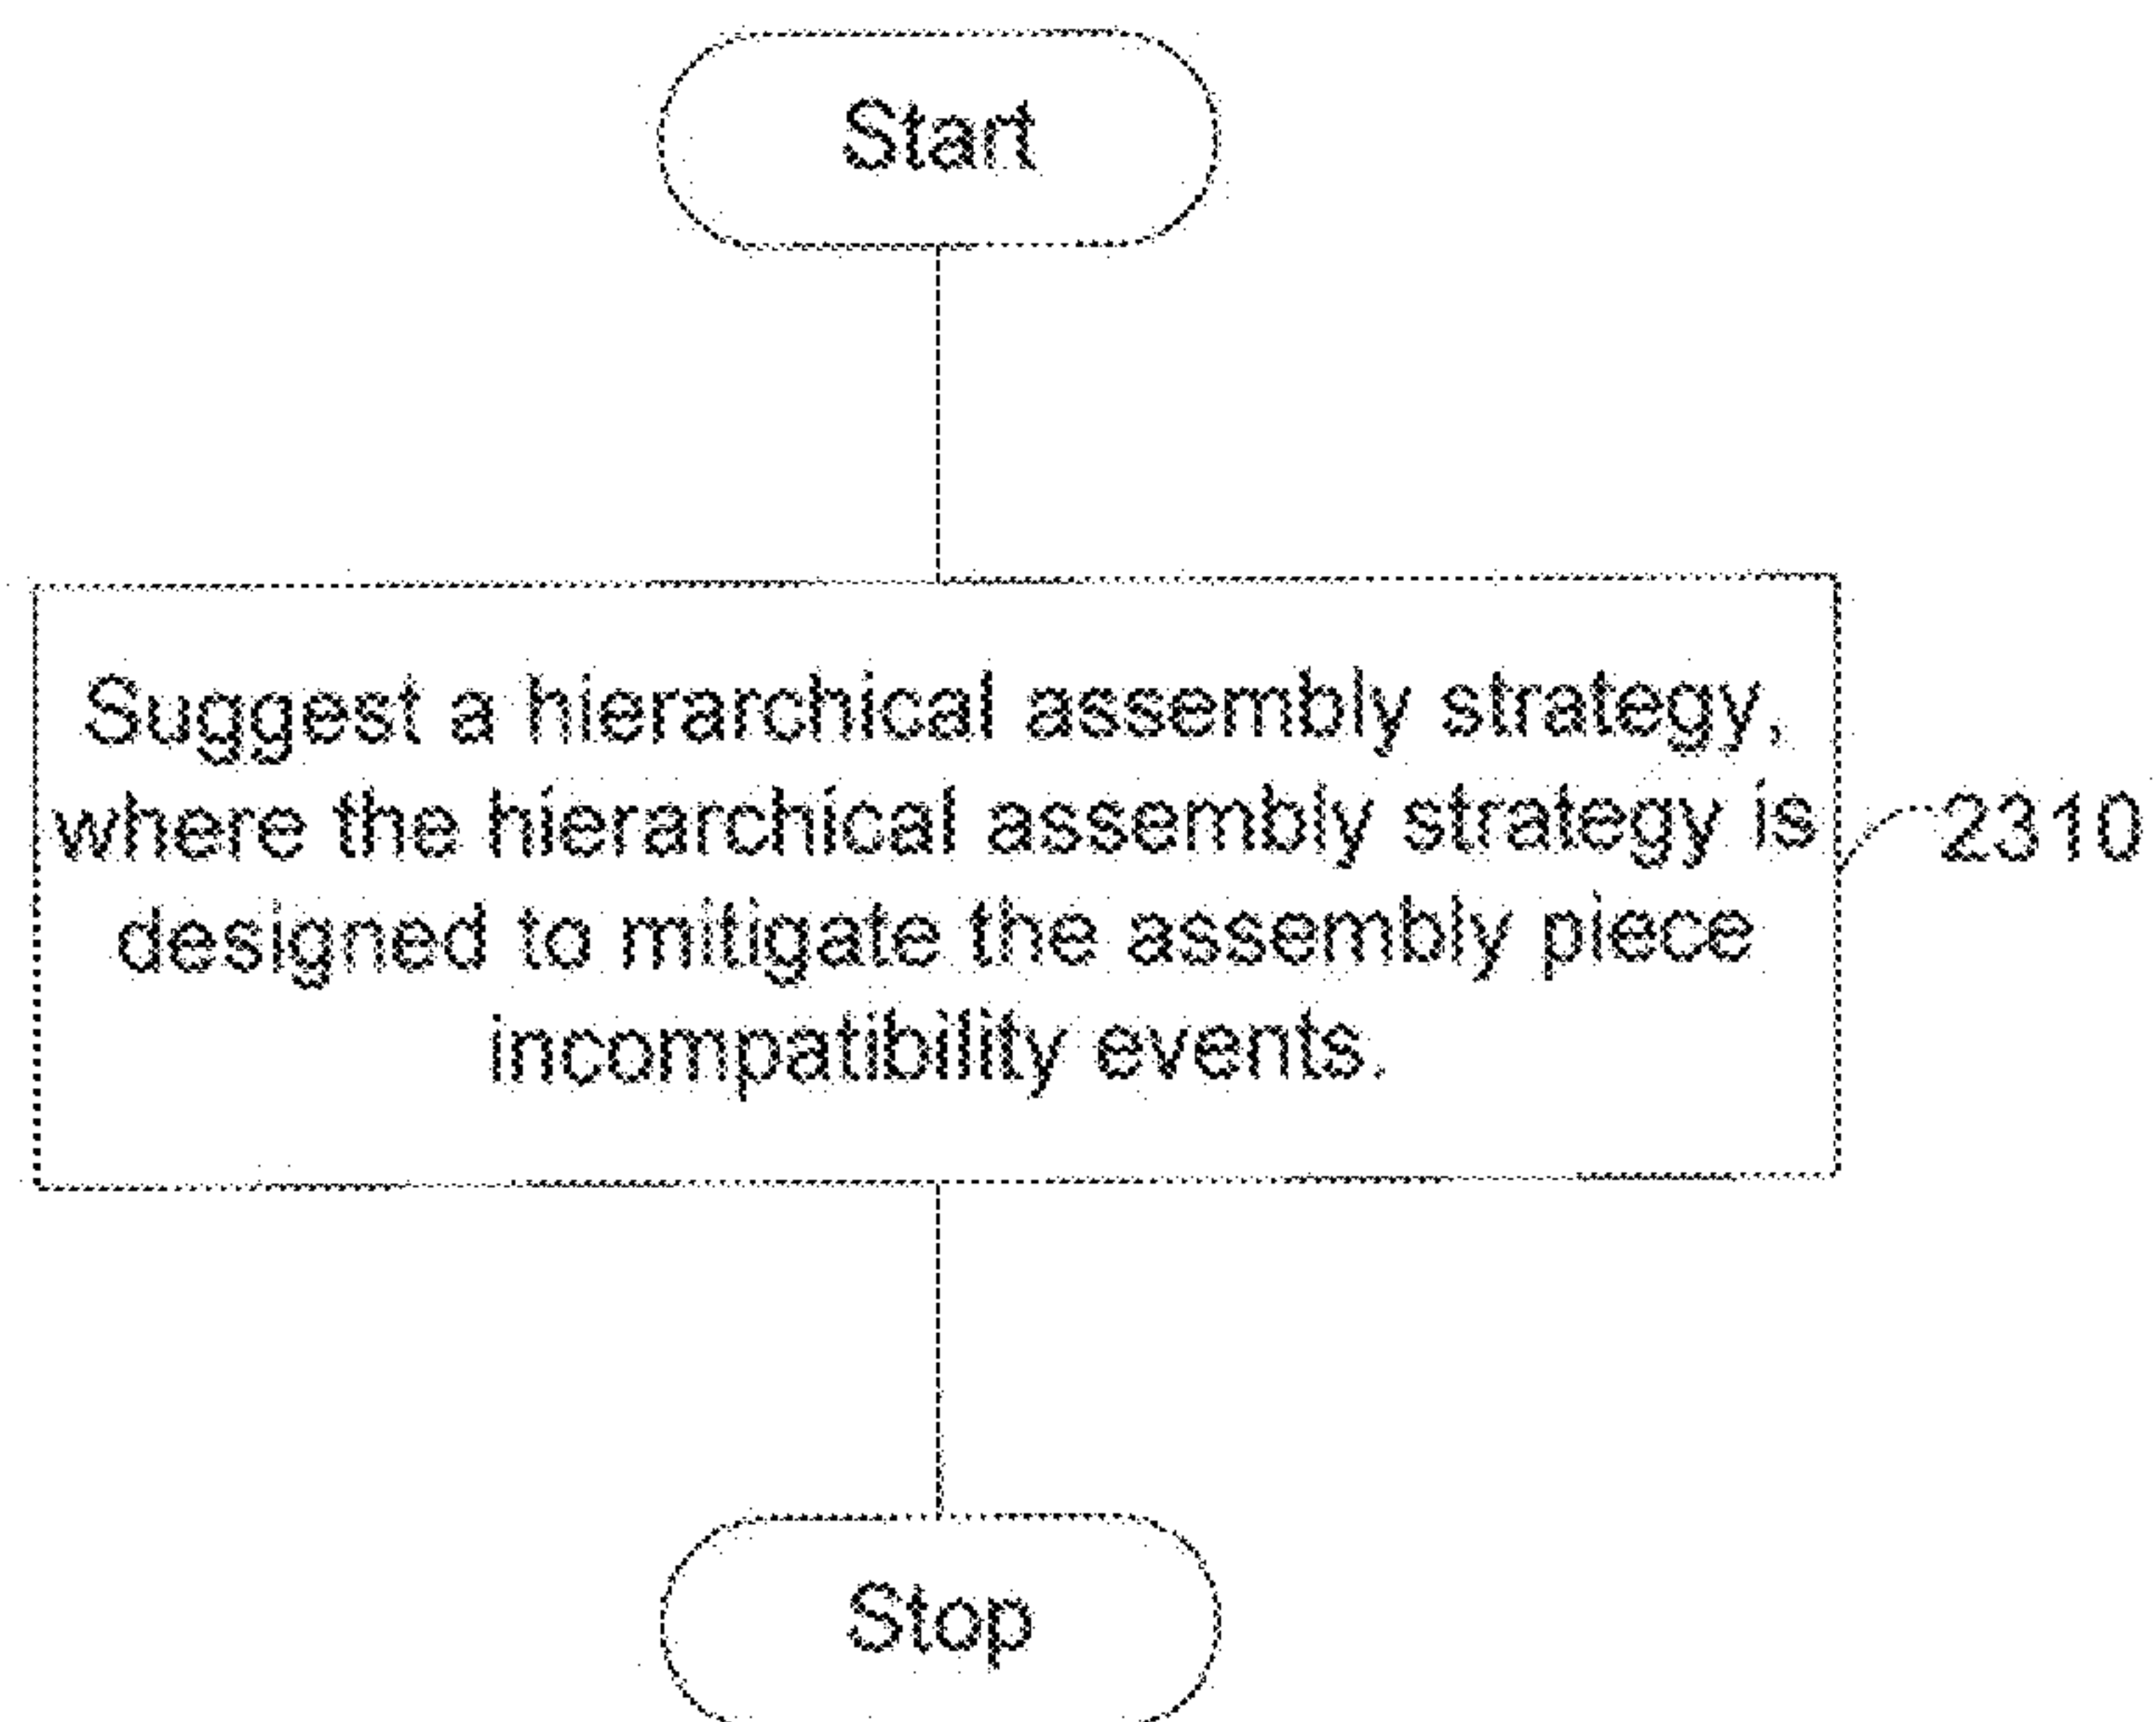 Start
Suggest a hierarchical assembly strategy,
where the hierarchical assembly strategy is
designed to mitigate the assembly piece
incompatibility events.
2310
Stop